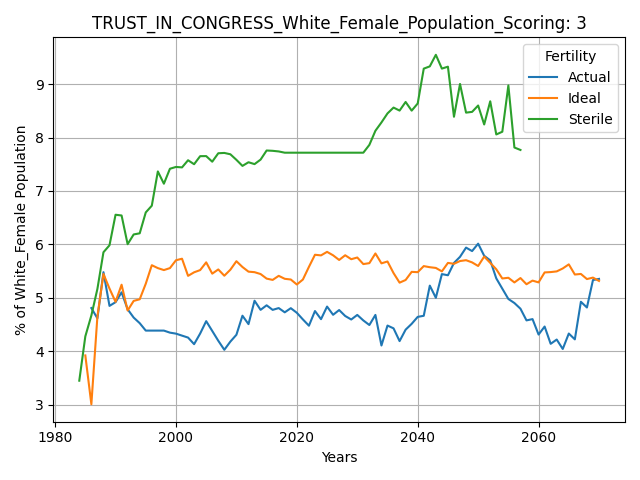 TRUST_IN_CONGRESS_White_Female_Population_Scoring: 3
Fertility
Actual
Ideal
Sterile
% of White_Female Population
9
8
7
6
5
4
3
1980
2000
2020
2040
2060
Years